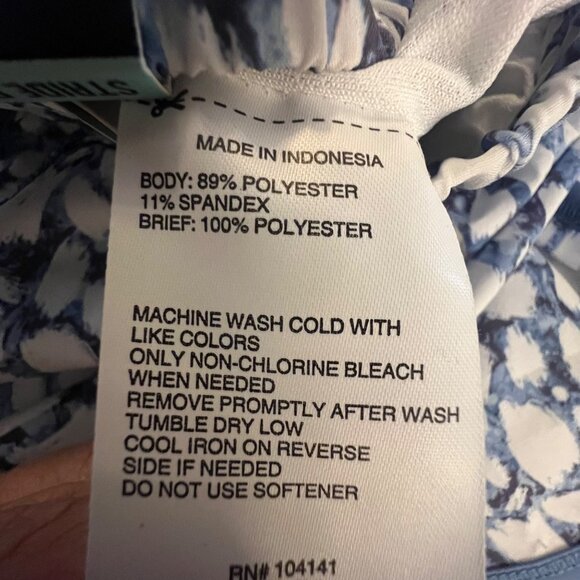 STRIDE
MADE IN INDONESIA
BODY: 89% POLYESTER
11% SPANDEX
BRIEF: 100% POLYESTER
MACHINE WASH COLD WITH
LIKE COLORS
ONLY NON-CHLORINE BLEACH
WHEN NEEDED
REMOVE PROMPTLY AFTER WASH
TUMBLE DRY LOW
COOL IRON ON REVERSE
SIDE IF NEEDED
DO NOT USE SOFTENER
RN# 104141